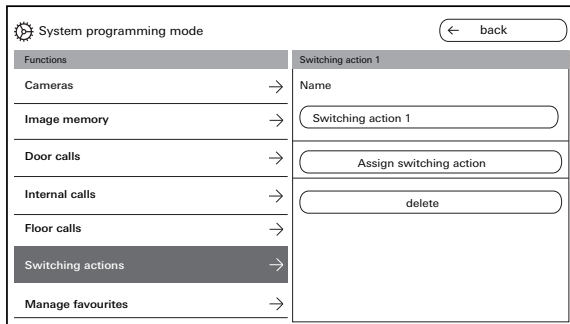 System programming mode
back
Functions
Cameras
Image memory
Door calls
Internal calls
Floor calls
Switching actions
Manage favourites
Switching action 1
Name
Switching action 1
Assign switching action
delete